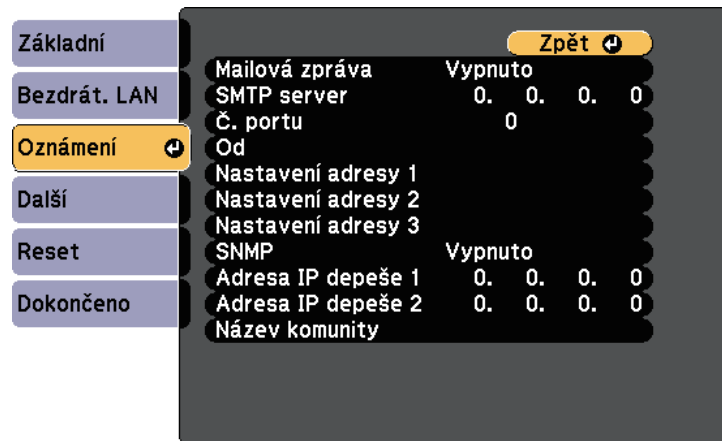 Základní
Bezdrát. LAN
Oznámení
Další
Reset
Dokončeno
Zpět
Mailová zpráva Vypnuto
SMTP server 0. 0. 0. 0
Č. portu 0
Od
Nastavení adresy 1
Nastavení adresy 2
Nastavení adresy 3
SNMP Vypnuto
Adresa IP depeše 1 0. 0. 0. 0
Adresa IP depeše 2 0. 0. 0. 0
Název komunity